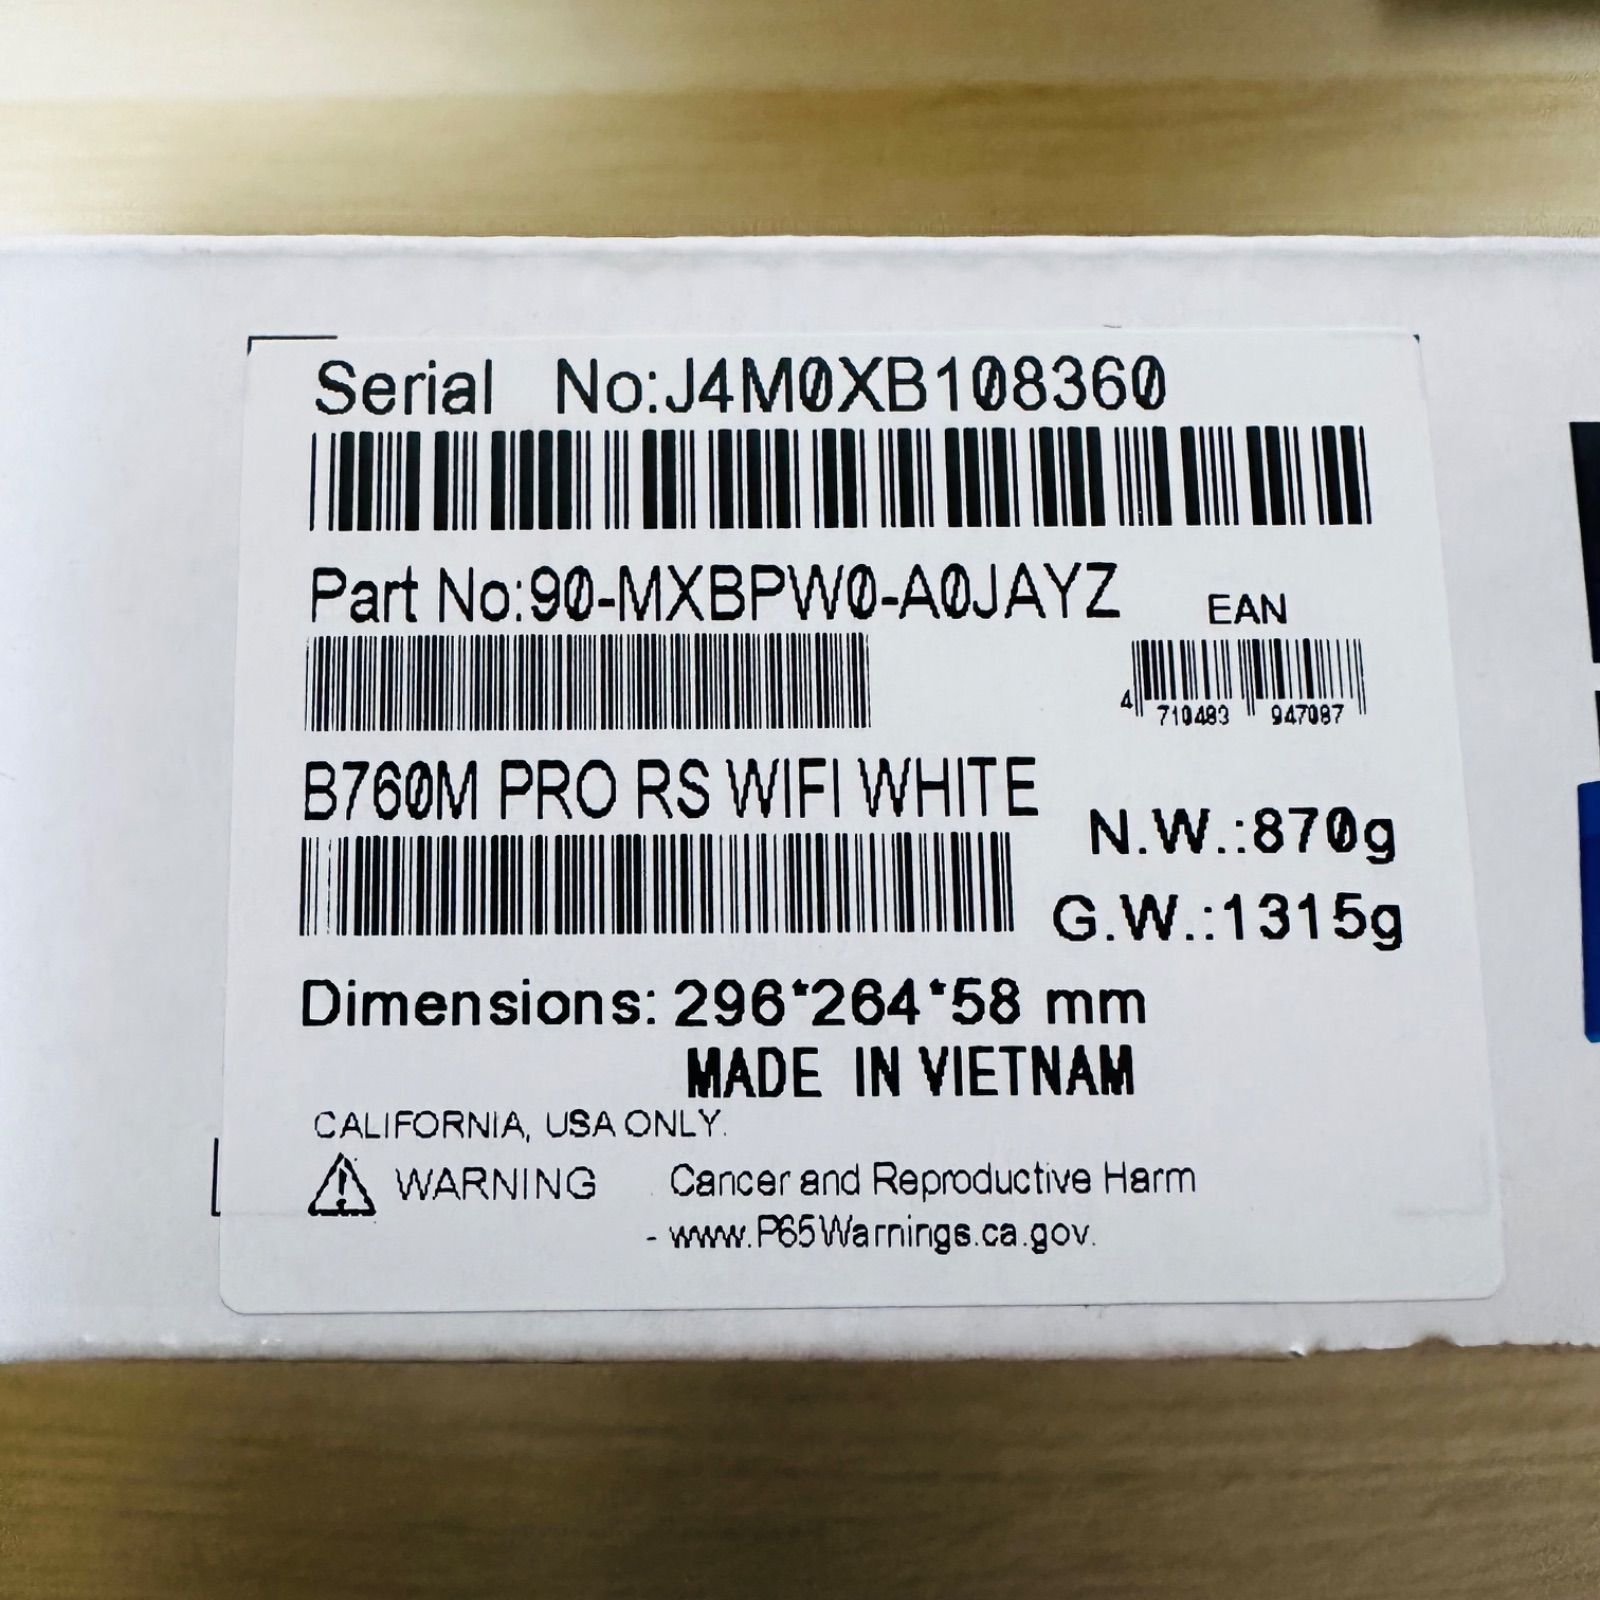 Serial No:J4M0XB108360
Part No:90-MXBPW0-A0JAYZ
EAN
4 710483 947087
B760M PRO RS WIFI WHITE
N.W.:870g
G.W.:1315g
Dimensions: 296*264*58 mm
MADE IN VIETNAM
CALIFORNIA, USA ONLY.
WARNING Cancer and Reproductive Harm
- www.P65Warnings.ca.gov.